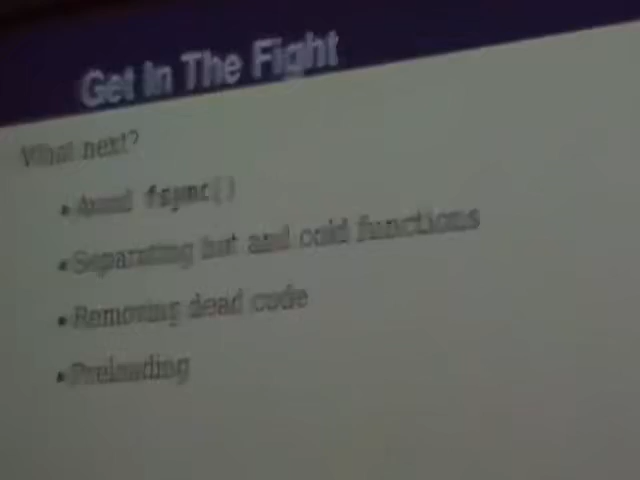 Get In The Fight
What next?
• Avoid fsync()
• Separating hot and cold functions
• Removing dead code
• Preloading